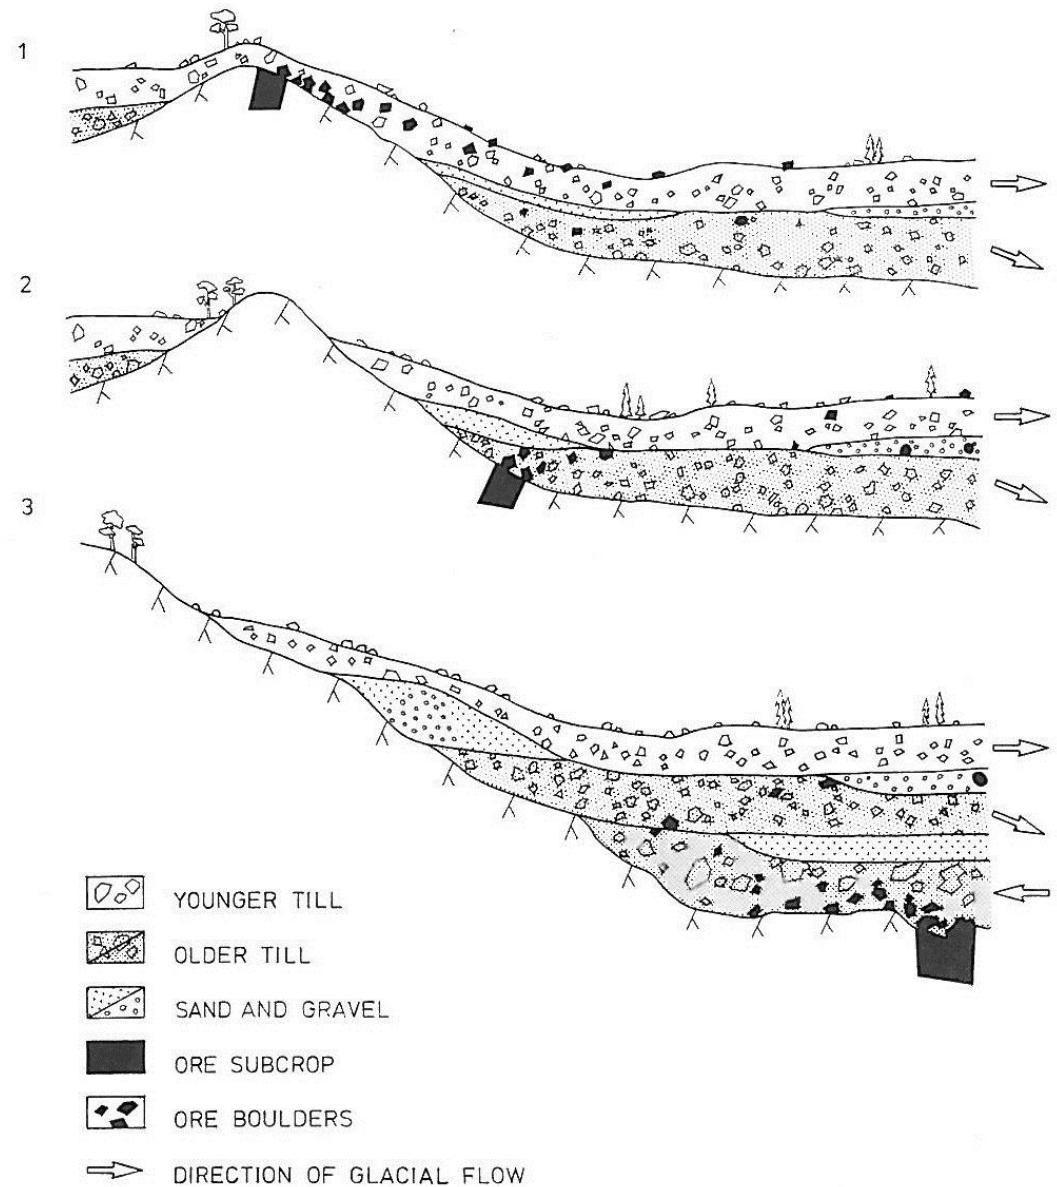 1
2
3
YOUNGER TILL
OLDER TILL
SAND AND GRAVEL
ORE SUBCROP
ORE BOULDERS
DIRECTION OF GLACIAL FLOW